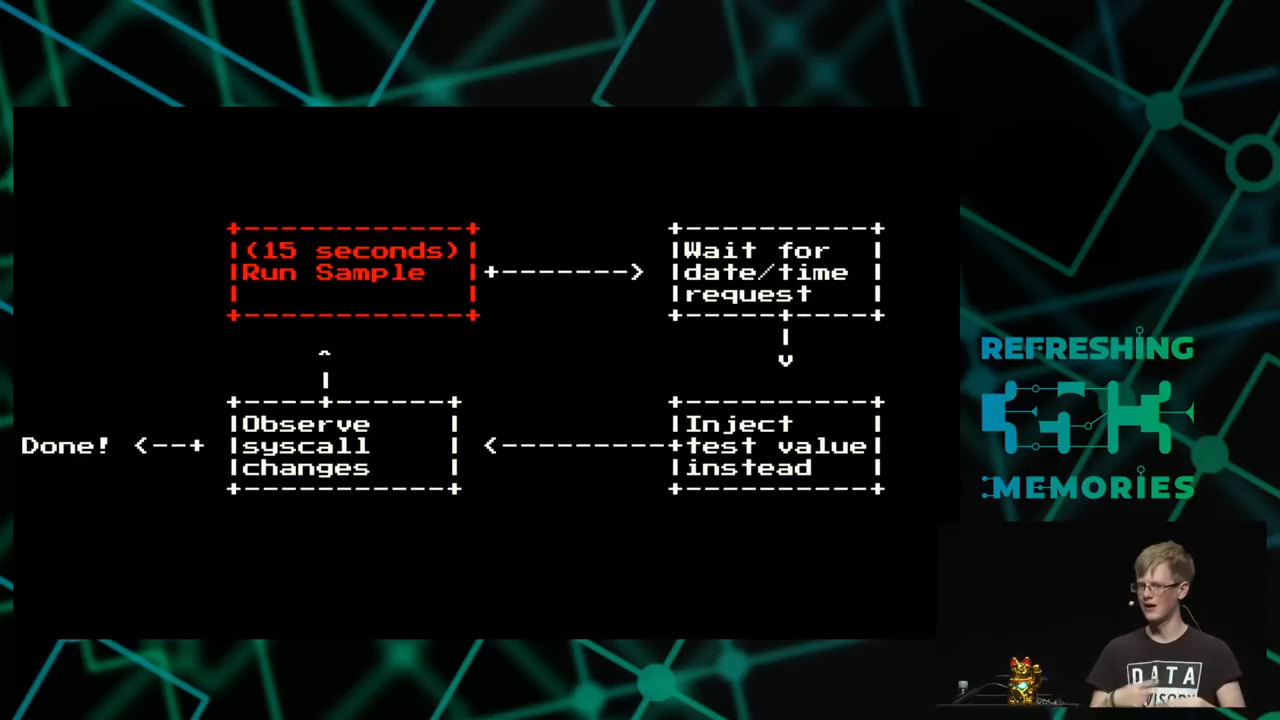 (15 seconds)
Run Sample
Wait for
date/time
request
Observe
syscall
changes
Inject
test value
instead
Done!
REFRESHING
35C3
MEMORIES
DATA